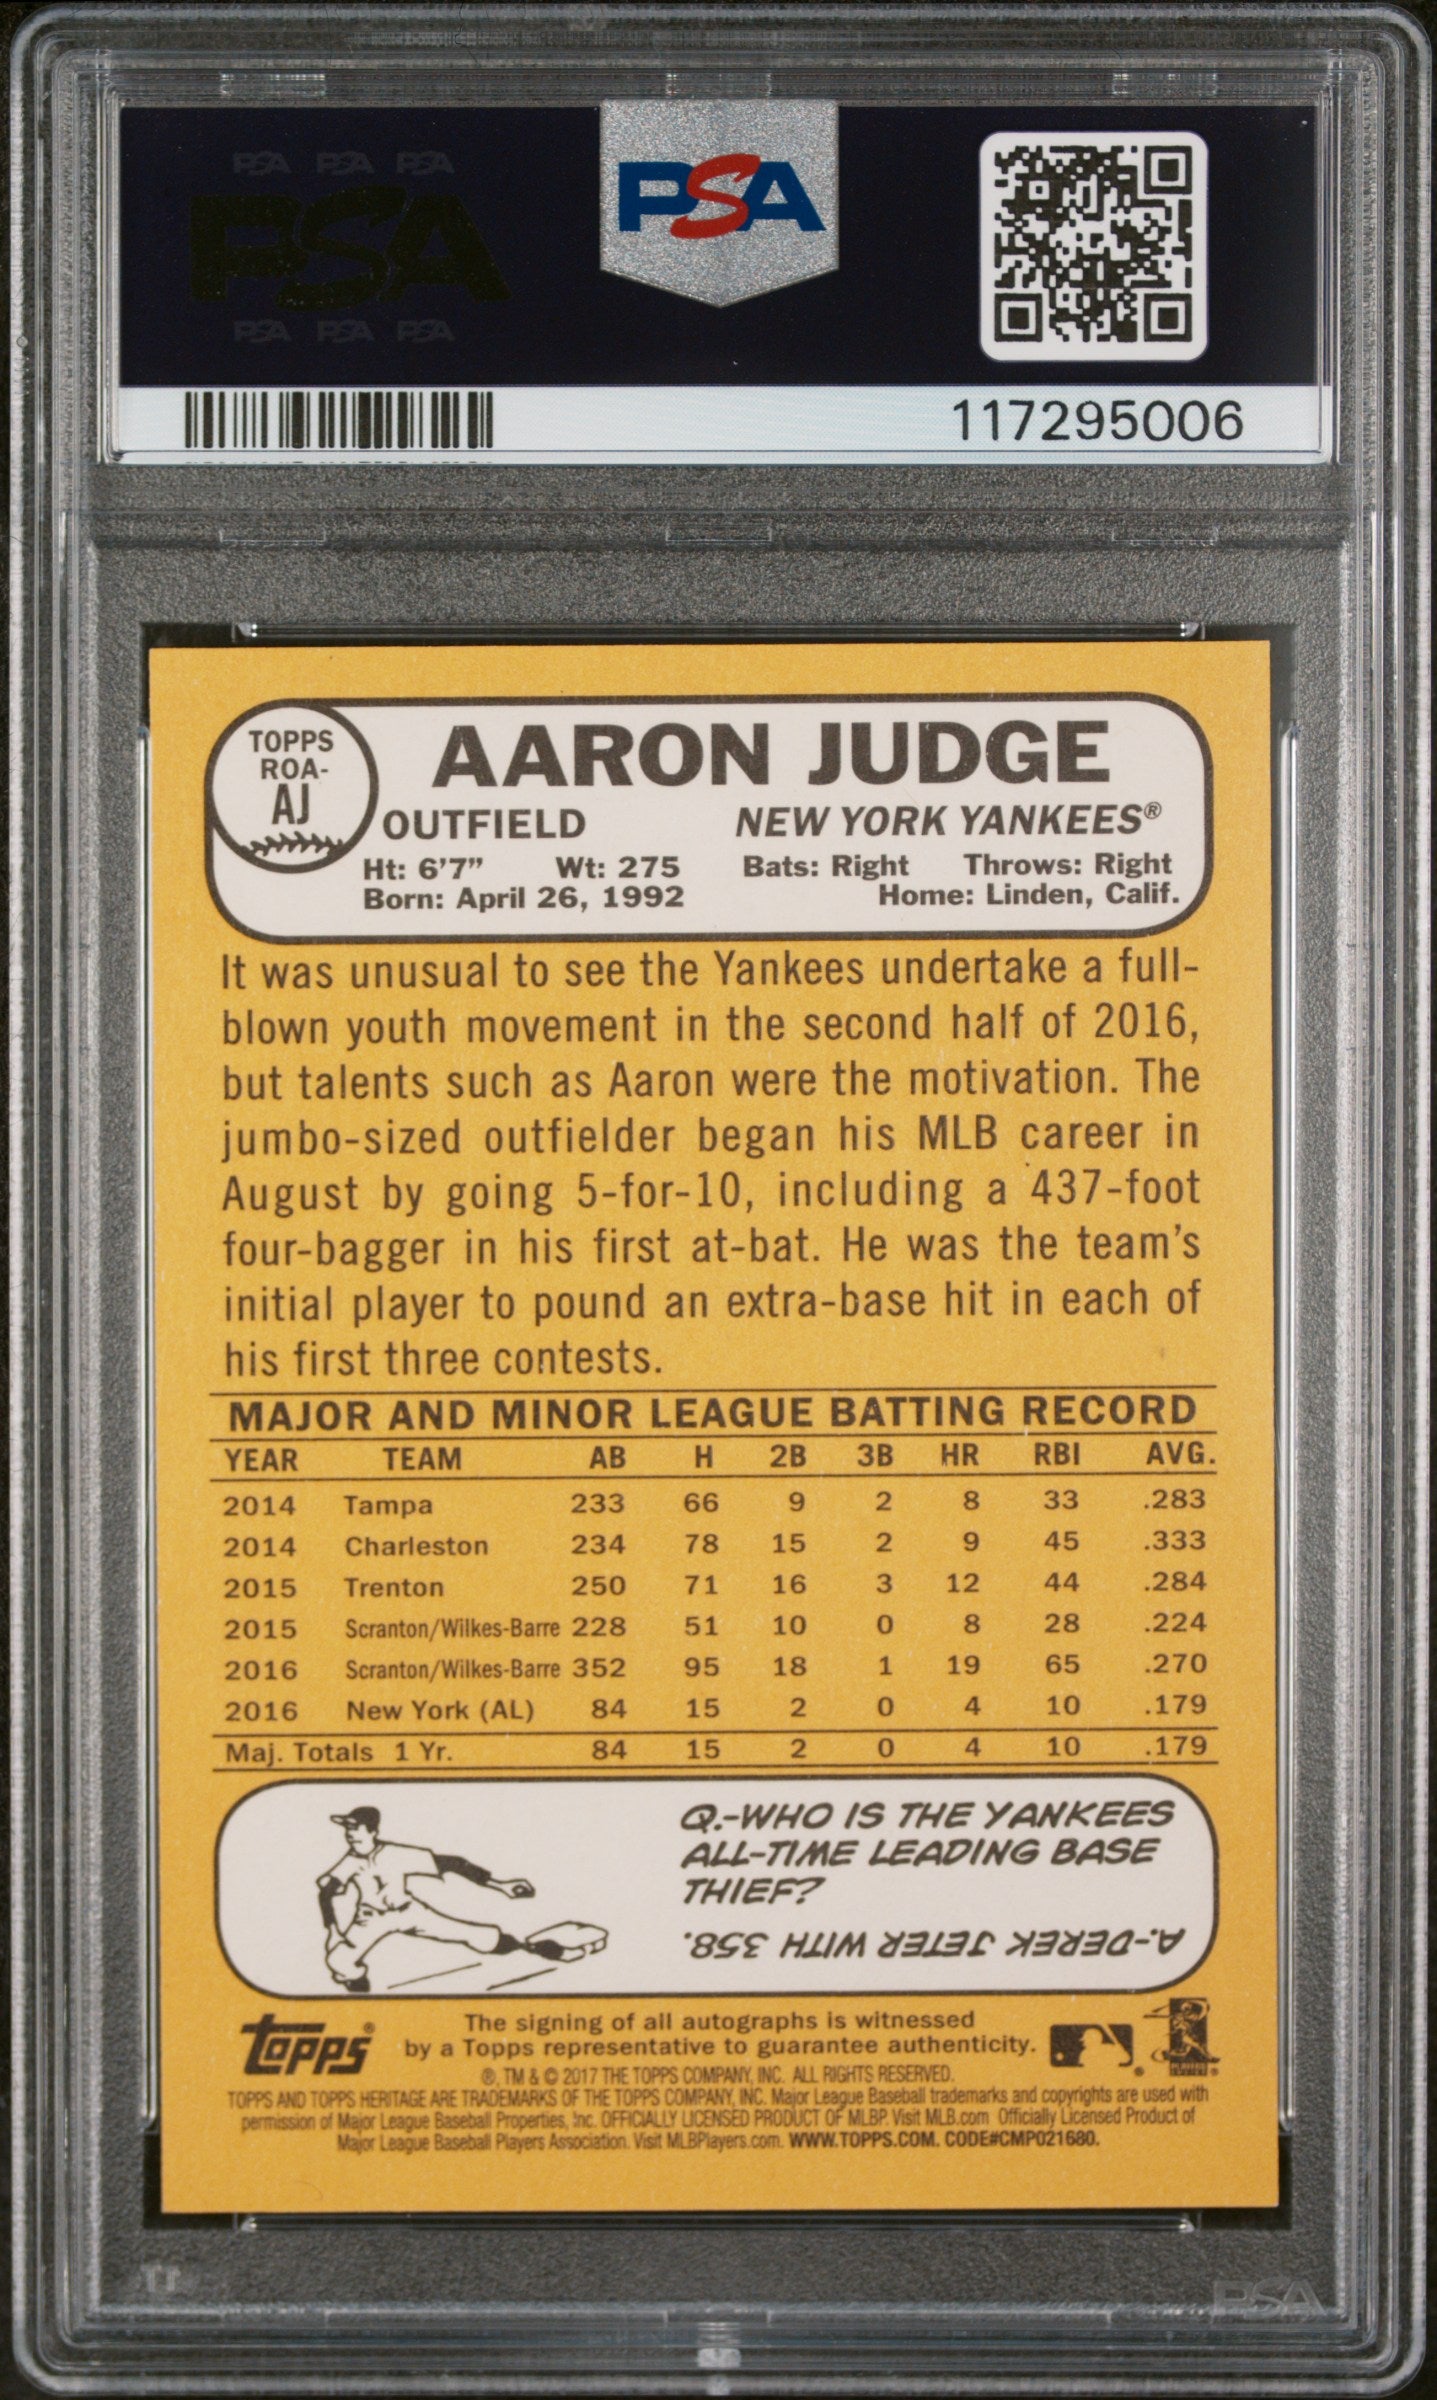 PSA PSA PSA
PSA
PSA PSA PSA
PSA
117295006
TOPPS
ROA-
AJ
AARON JUDGE
OUTFIELD NEW YORK YANKEES®
Ht: 6'7” Wt: 275 Bats: Right Throws: Right
Born: April 26, 1992 Home: Linden, Calif.
It was unusual to see the Yankees undertake a full-
blown youth movement in the second half of 2016,
but talents such as Aaron were the motivation. The
jumbo-sized outfielder began his MLB career in
August by going 5-for-10, including a 437-foot
four-bagger in his first at-bat. He was the team's
initial player to pound an extra-base hit in each of
his first three contests.
MAJOR AND MINOR LEAGUE BATTING RECORD
YEAR TEAM AB H 2B 3B HR RBI AVG.
2014 Tampa 233 66 9 2 8 33 .283
2014 Charleston 234 78 15 2 9 45 .333
2015 Trenton 250 71 16 3 12 44 .284
2015 Scranton/Wilkes-Barre 228 51 10 0 8 28 .224
2016 Scranton/Wilkes-Barre 352 95 18 1 19 65 .270
2016 New York (AL) 84 15 2 0 4 10 .179
Maj. Totals 1 Yr. 84 15 2 0 4 10 .179
Q.-WHO IS THE YANKEES
ALL-TIME LEADING BASE
THIEF?
A.-DEREK JETER WITH 358.
topps®
The signing of all autographs is witnessed
by a Topps representative to guarantee authenticity.
®, TM & © 2017 THE TOPPS COMPANY, INC. ALL RIGHTS RESERVED.
TOPPS AND TOPPS HERITAGE ARE TRADEMARKS OF THE TOPPS COMPANY, INC. Major League Baseball trademarks and copyrights are used with
permission of Major League Baseball Properties, Inc. OFFICIALLY LICENSED PRODUCT OF MLBP. Visit MLB.com Officially Licensed Product of
Major League Baseball Players Association. Visit MLBPlayers.com. WWW.TOPPS.COM. CODE#CMP021680.
PSA